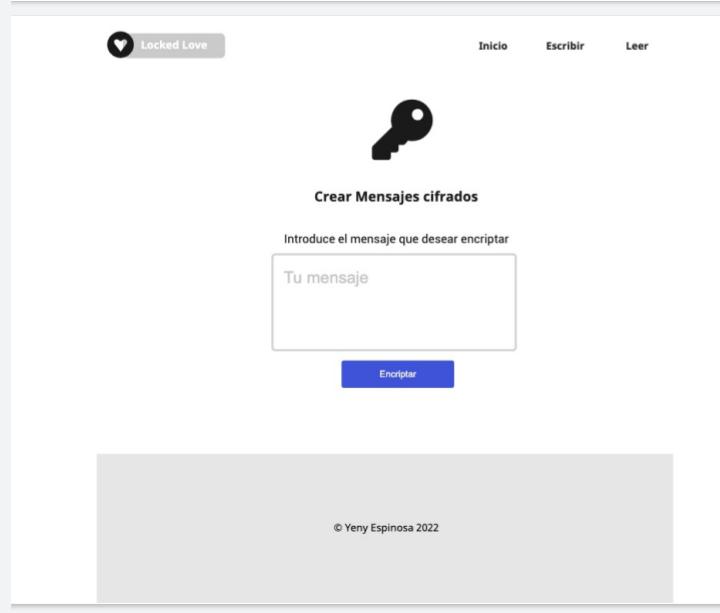 Locked Love
Inicio Escribir Leer
Crear Mensajes cifrados
Introduce el mensaje que desear encriptar
Tu mensaje
Encriptar
© Yeny Espinosa 2022